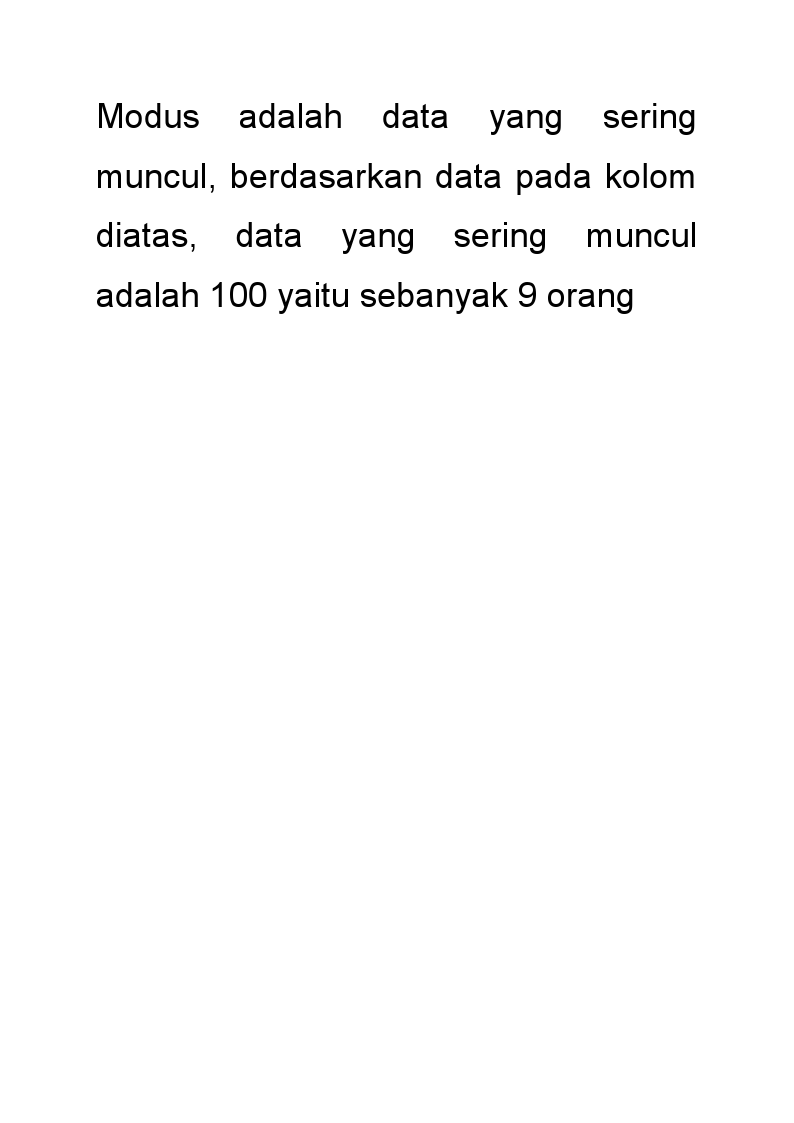 Modus adalah data yang sering
muncul, berdasarkan data pada kolom
diatas, data yang sering muncul
adalah 100 yaitu sebanyak 9 orang